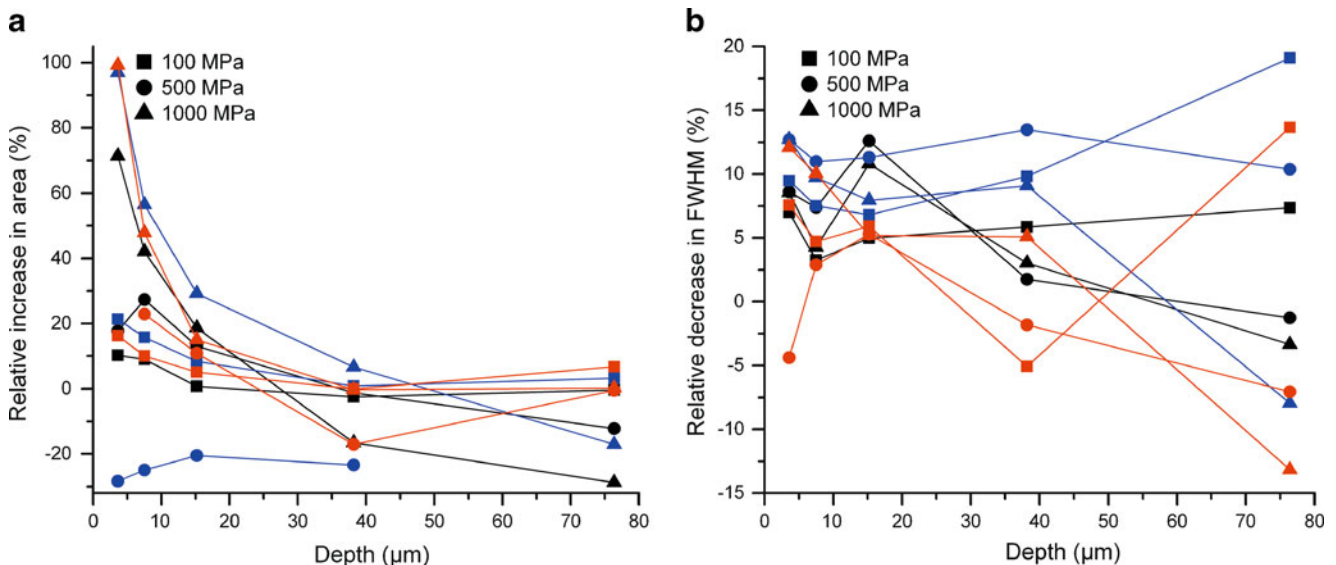 a
Relative increase in area (%)
100
80
60
40
20
0
-20
100 MPa
500 MPa
1000 MPa
0 10 20 30 40 50 60 70 80
Depth (µm)
b
Relative decrease in FWHM (%)
20
15
10
5
0
-5
-10
-15
100 MPa
500 MPa
1000 MPa
0 10 20 30 40 50 60 70 80
Depth (µm)